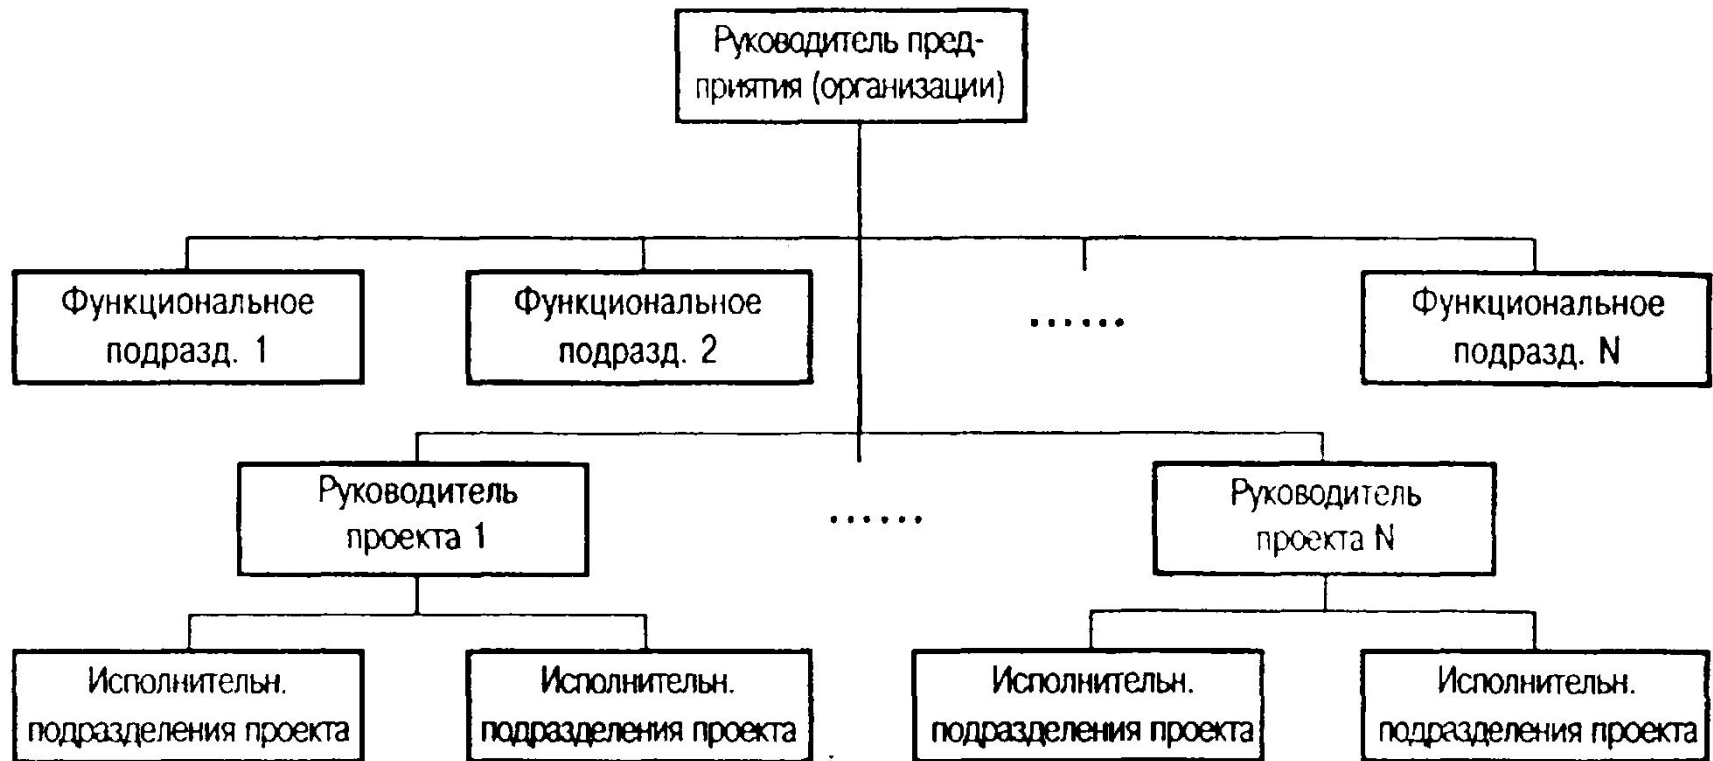 Руководитель пред-
приятия (организации)
Функциональное
подразд. 1
Функциональное
подразд. 2
......
Функциональное
подразд. N
Руководитель
проекта 1
......
Руководитель
проекта N
Исполнительн.
подразделения проекта
Исполнительн.
подразделения проекта
Исполнительн.
подразделения проекта
Исполнительн.
подразделения проекта